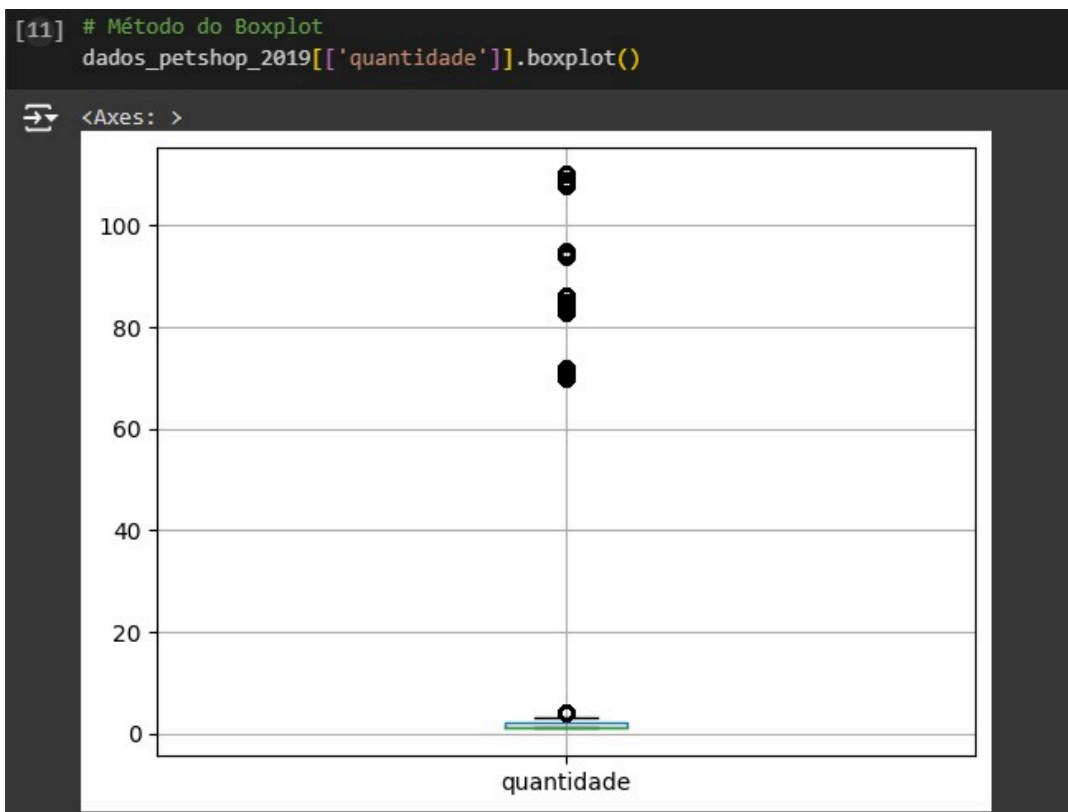 [11] # Método do Boxplot
dados_petshop_2019[['quantidade']].boxplot()
<Axes: >
100
80
60
40
20
0
quantidade